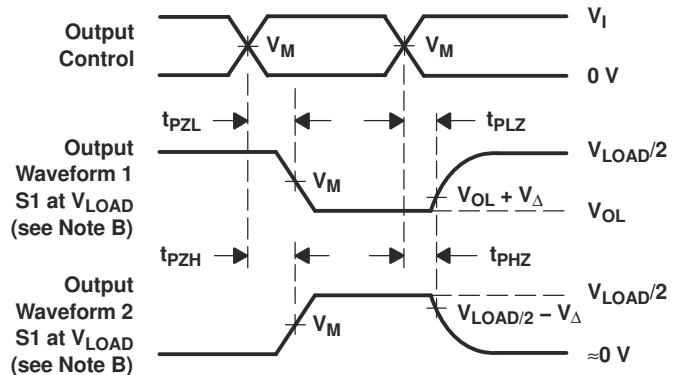 Output
Control
V_M
V_M
V_I
0 V
t_PZL
t_PLZ
Output
Waveform 1
S1 at V_LOAD
(see Note B)
V_M
V_OL + V_Δ
V_LOAD/2
V_OL
t_PZH
t_PHZ
Output
Waveform 2
S1 at V_LOAD
(see Note B)
V_M
V_LOAD/2 − V_Δ
V_LOAD/2
≈0 V